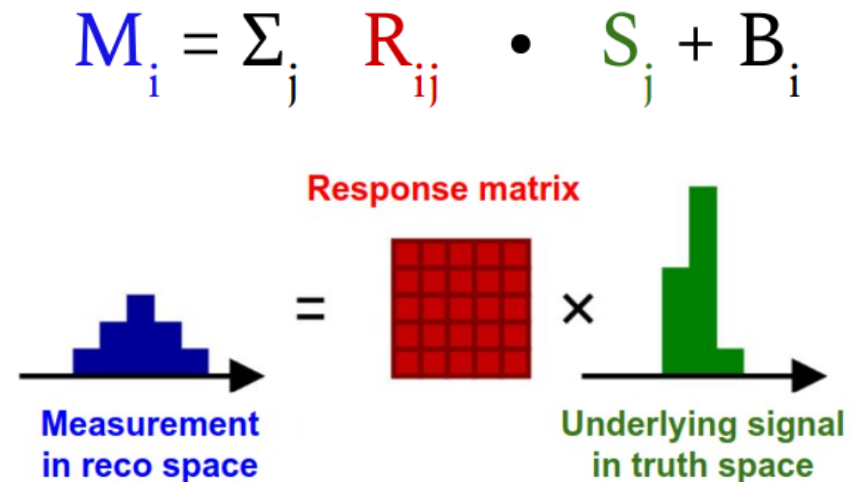 M_i = Σ_j R_ij • S_j + B_i
Response matrix
= ×
Measurement
in reco space
Underlying signal
in truth space